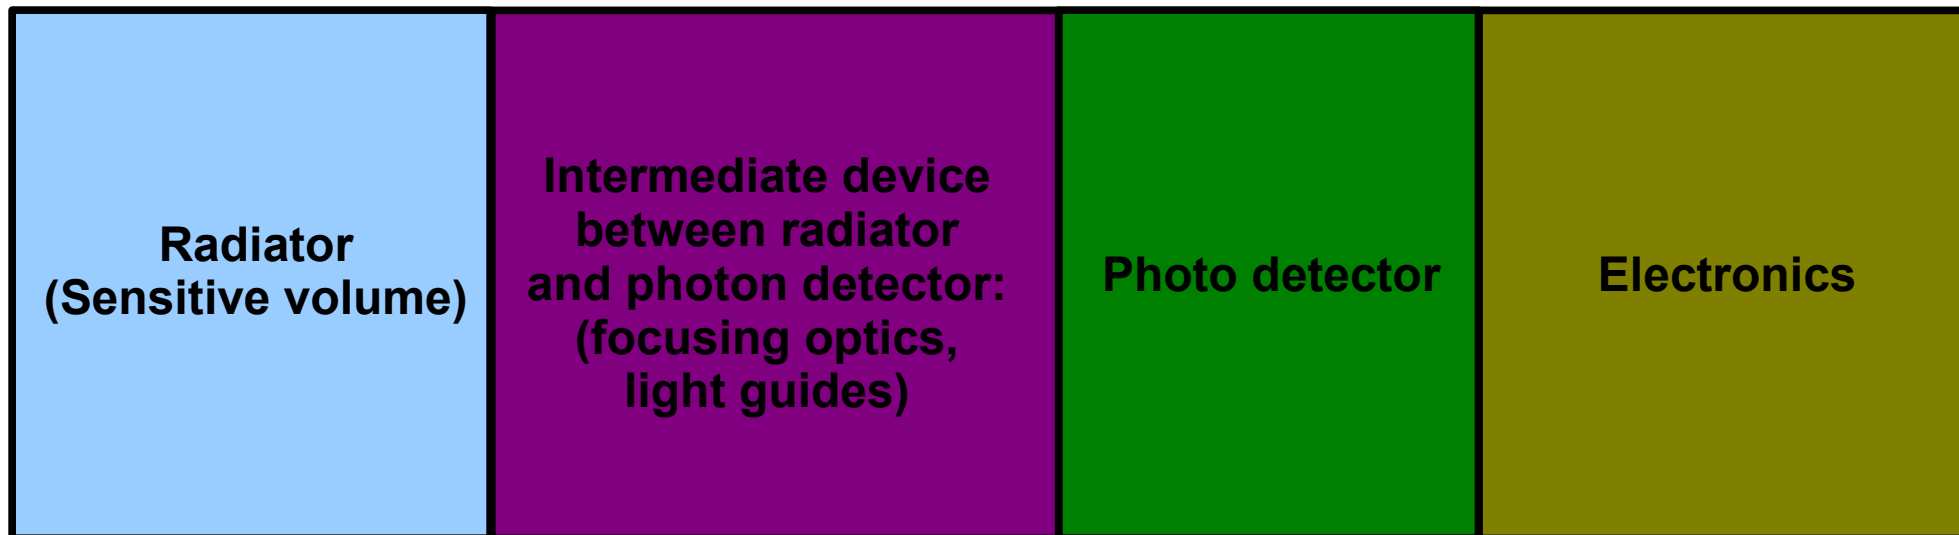 Radiator
(Sensitive volume)
Intermediate device
between radiator
and photon detector:
(focusing optics,
light guides)
Photo detector
Electronics